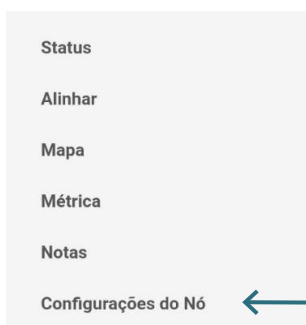 Status
Alinhar
Mapa
Métrica
Notas
Configurações do Nó